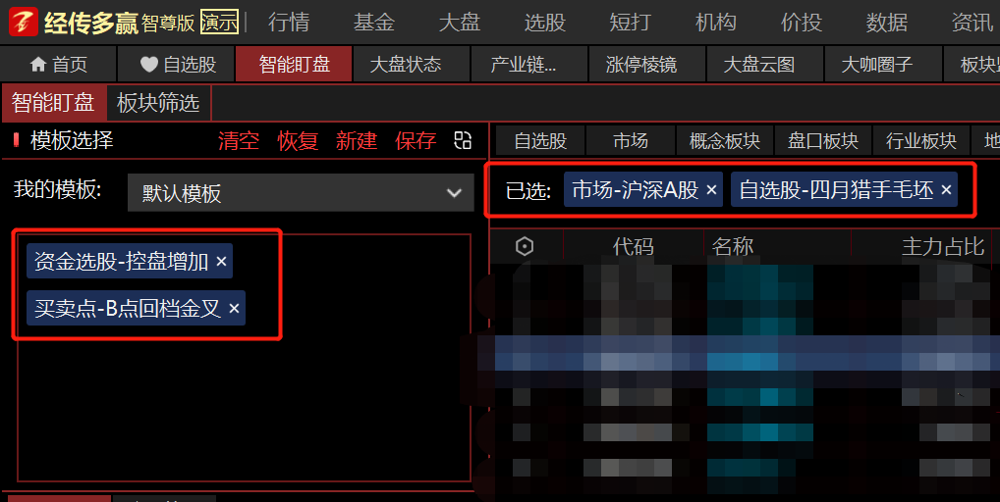 经传多赢 智尊版 演示 行情 基金 大盘 选股 短打 机构 价投 数据 资讯
首页 自选股 智能盯盘 大盘状态 产业链... 涨停棱镜 大盘云图 大咖圈子 板块
智能盯盘 板块筛选
模板选择 清空 恢复 新建 保存
自选股 市场 概念板块 盘口板块 行业板块 地
我的模板: 默认模板
已选: 市场-沪深A股 × 自选股-四月猎手毛坯 ×
代码 名称 主力占比
资金选股-控盘增加 ×
买卖点-B点回档金叉 ×